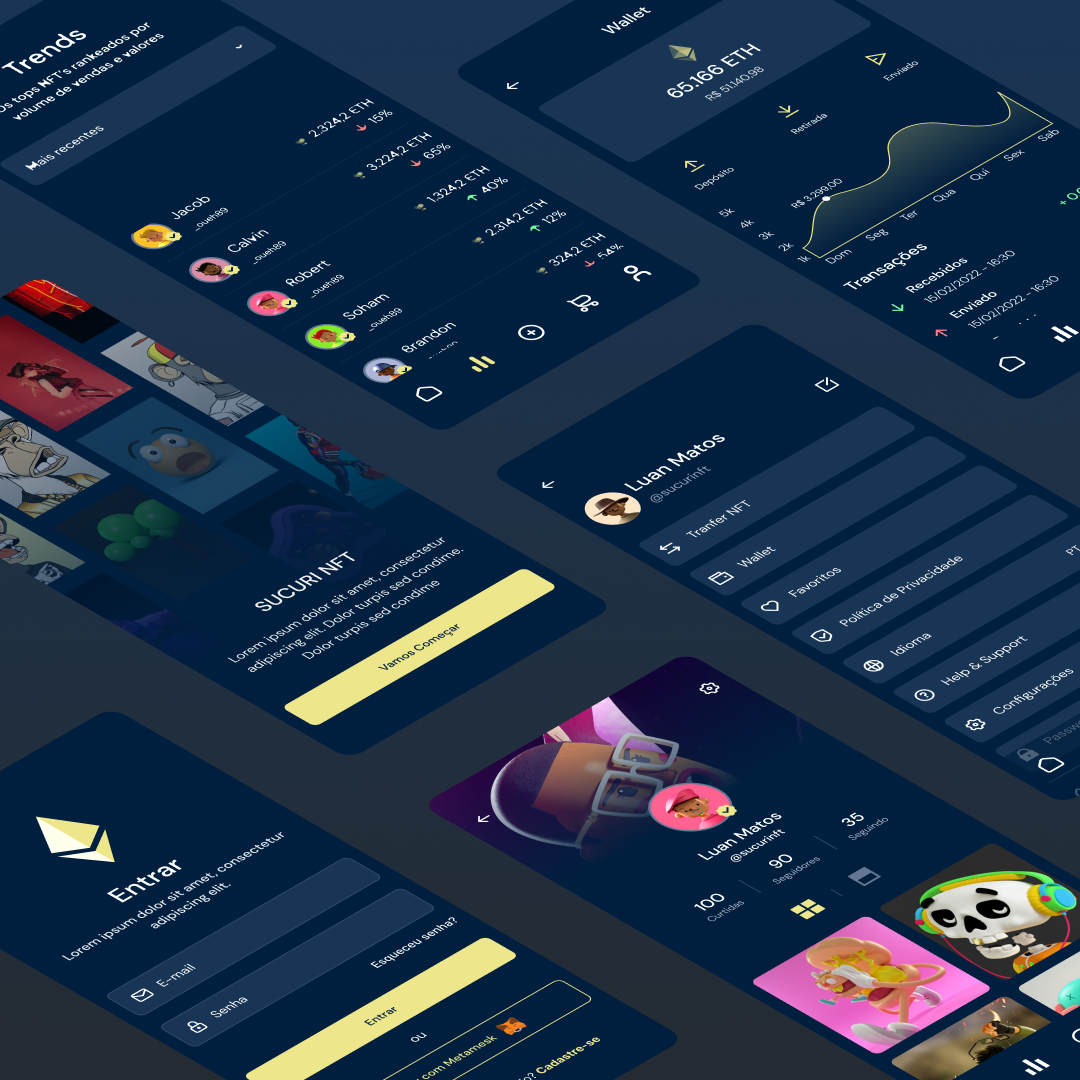 Trends
Os tops NFT's rankeados por
volume de vendas e valores
Mais recentes
Jacob
_oueh89
2.324,2 ETH
15%
Calvin
_oueh89
3.224,2 ETH
65%
Robert
_oueh89
1.324,2 ETH
40%
Soham
_oueh89
2.314,2 ETH
12%
Brandon
324,2 ETH
54%
Wallet
65.166 ETH
R$ 51.140,98
Depósito
Retirada
Enviado
R$ 3.299,00
5k
4k
3k
2k
1k
Dom
Seg
Ter
Qua
Qui
Sex
Sab
Transações
Recebidos
15/02/2022 - 16:30
Enviado
15/02/2022 - 16:30
SUCURI NFT
Lorem ipsum dolor sit amet, consectetur
adipiscing elit. Dolor turpis sed condime.
Dolor turpis sed condime
Vamos Começar
Luan Matos
@sucurinft
Tranfer NFT
Wallet
Favoritos
Política de Privacidade
Idioma
PT
Help & Support
Configurações
Entrar
Lorem ipsum dolor sit amet, consectetur
adipiscing elit.
E-mail
Senha
Esqueceu senha?
Entrar
ou
com Metamesk
Cadastre-se
Luan Matos
@sucurinft
100
Curtidas
90
Seguidores
35
Seguindo